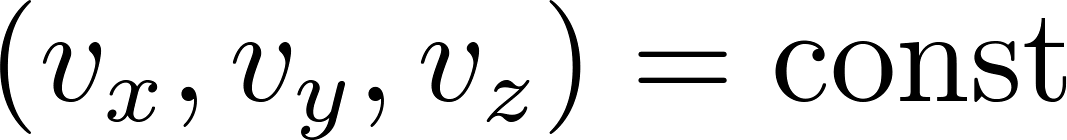 (v_x, v_y, v_z) = const